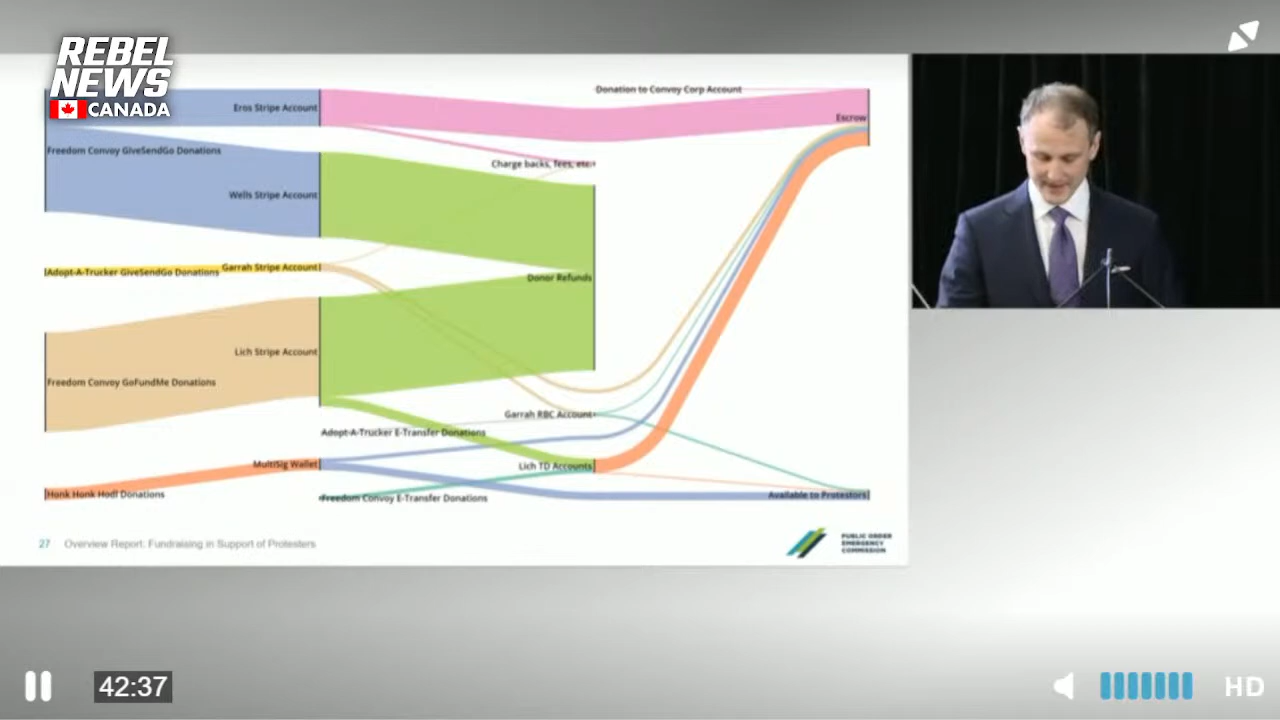 REBEL
NEWS
CANADA
Donation to Convoy Corp Account
Eros Stripe Account
Escrow
Freedom Convoy GiveSendGo Donations
Charge backs, fees, etc.
Wells Stripe Account
Adopt-A-Trucker GiveSendGo Donations
Garrah Stripe Account
Donor Refunds
Lich Stripe Account
Freedom Convoy GoFundMe Donations
Garrah RBC Account
Adopt-A-Trucker E-Transfer Donations
MultiSig Wallet
Lich TD Accounts
Honk Honk Hodl Donations
Freedom Convoy E-Transfer Donations
Available to Protestors
27 Overview Report: Fundraising in Support of Protesters
PUBLIC ORDER
EMERGENCY
COMMISSION
42:37
HD